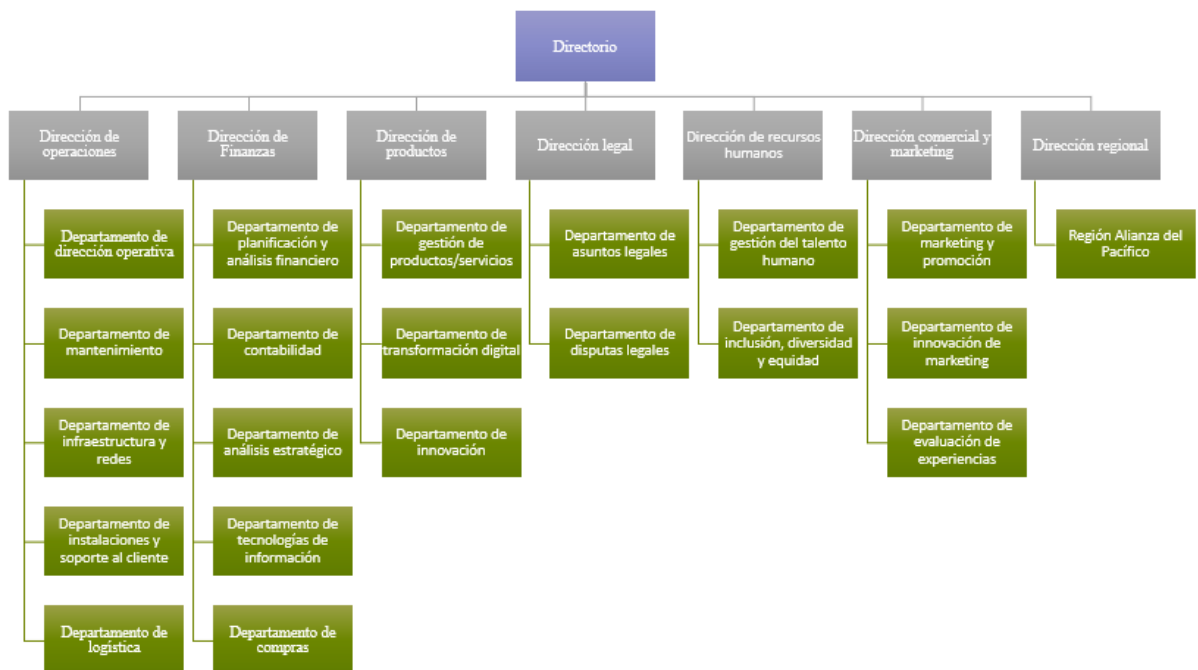 Directorio
Dirección de
operaciones
Dirección de
Finanzas
Dirección de
productos
Dirección legal
Dirección de recursos
humanos
Dirección comercial y
marketing
Dirección regional
Departamento de
dirección operativa
Departamento de
mantenimiento
Departamento de
infraestructura y
redes
Departamento de
instalaciones y
soporte al cliente
Departamento de
logística
Departamento de
planificación y
análisis financiero
Departamento de
contabilidad
Departamento de
análisis estratégico
Departamento de
tecnologías de
información
Departamento de
compras
Departamento de
gestión de
productos/servicios
Departamento de
transformación digital
Departamento de
innovación
Departamento de
asuntos legales
Departamento de
disputas legales
Departamento de
gestión del talento
humano
Departamento de
inclusión, diversidad
y equidad
Departamento de
marketing y
promoción
Departamento de
innovación de
marketing
Departamento de
evaluación de
experiencias
Región Alianza del
Pacífico